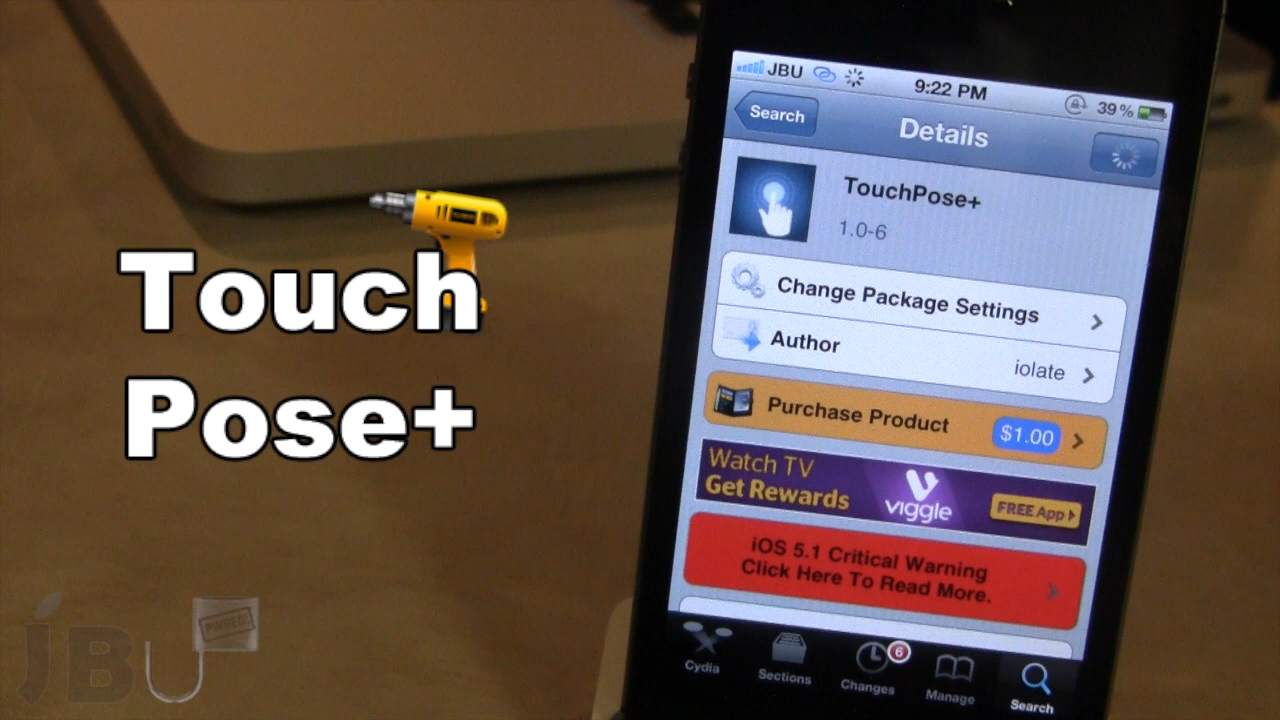 Touch
Pose+
JBU
PWNED!
JBU 9:22 PM 39%
Search Details
TouchPose+
1.0-6
Change Package Settings
Author iolate
Purchase Product $1.00
Watch TV
Get Rewards
viggle
FREE App
iOS 5.1 Critical Warning
Click Here To Read More.
6
Cydia Sections Changes Manage Search